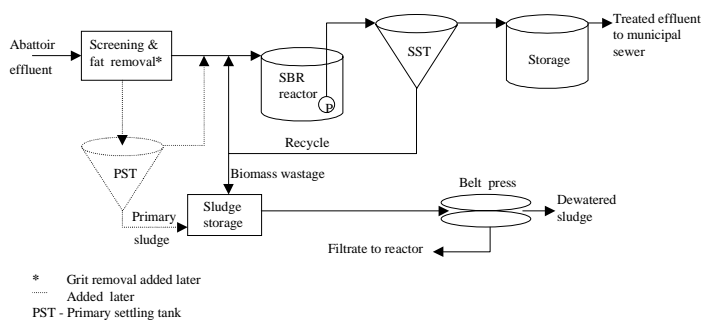 Abattoir
effluent
Screening &
fat removal*
SBR
reactor
P
SST
Storage
Treated effluent
to municipal
sewer
Recycle
PST
Biomass wastage
Primary
sludge
Sludge
storage
Belt press
Dewatered
sludge
Filtrate to reactor
* Grit removal added later
Added later
PST - Primary settling tank